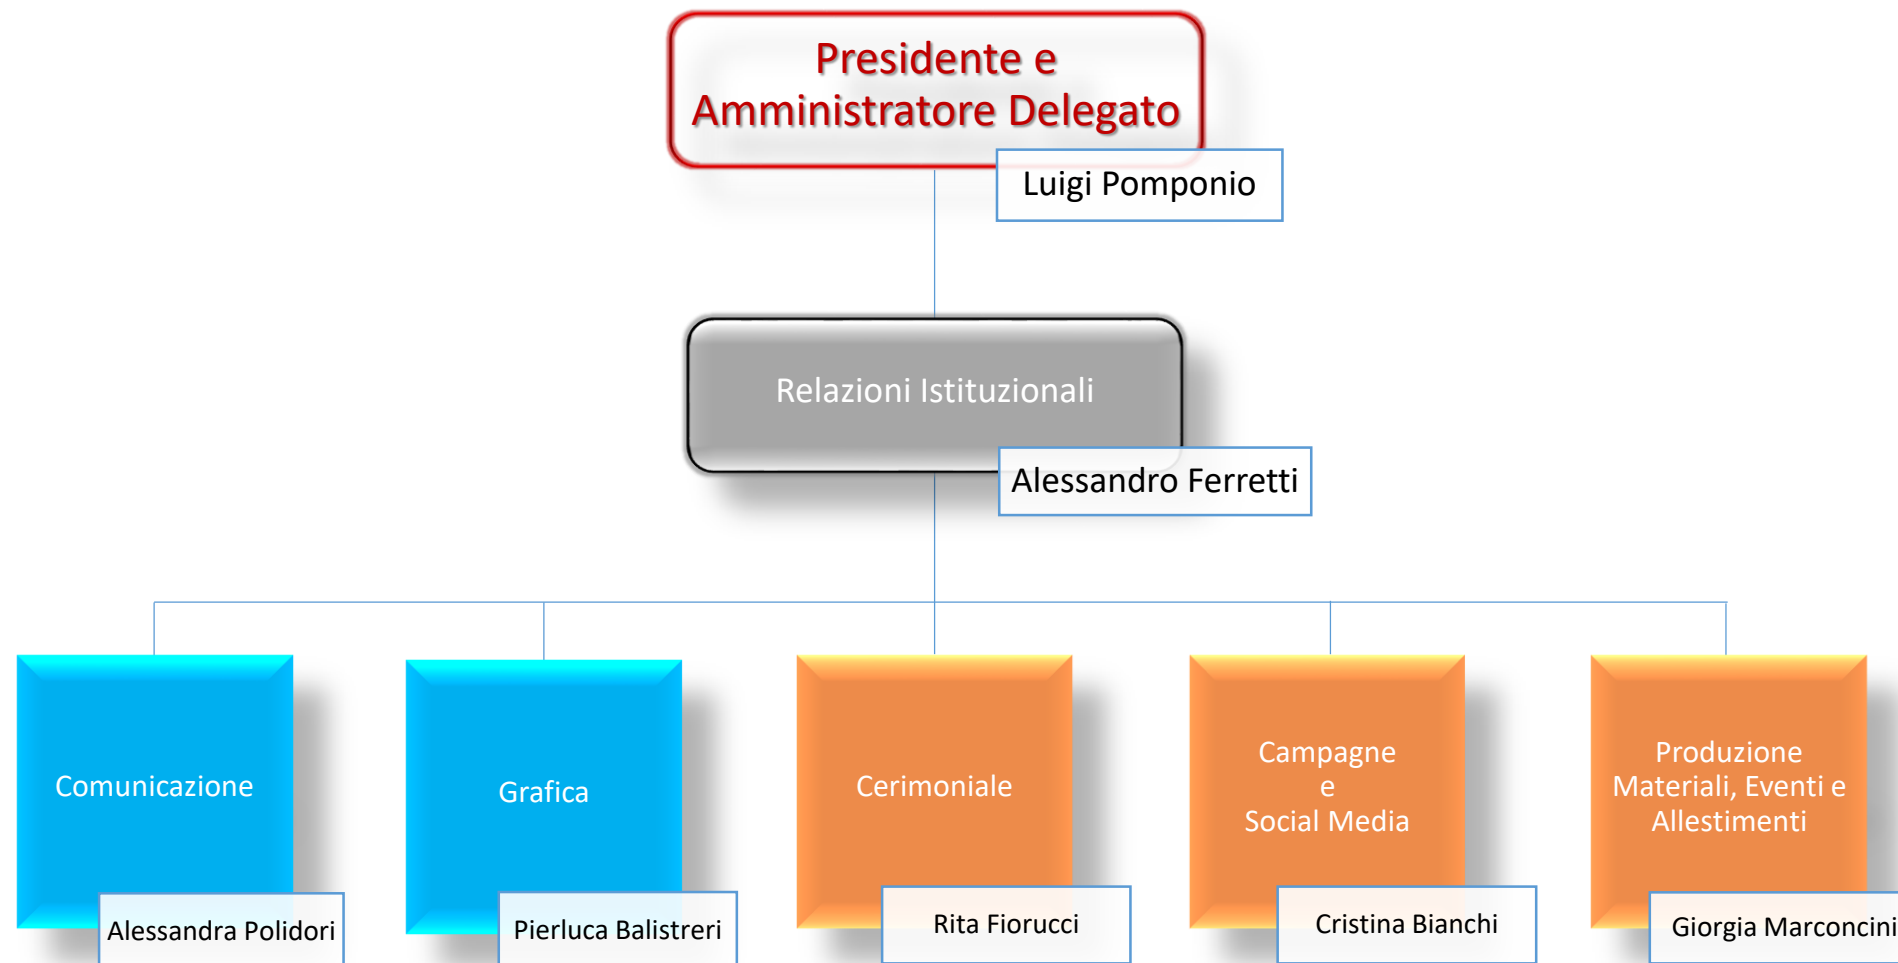 Presidente e
Amministratore Delegato
Luigi Pomponio
Relazioni Istituzionali
Alessandro Ferretti
Comunicazione
Alessandra Polidori
Grafica
Pierluca Balistreri
Cerimoniale
Rita Fiorucci
Campagne
e
Social Media
Cristina Bianchi
Produzione
Materiali, Eventi e
Allestimenti
Giorgia Marconcini